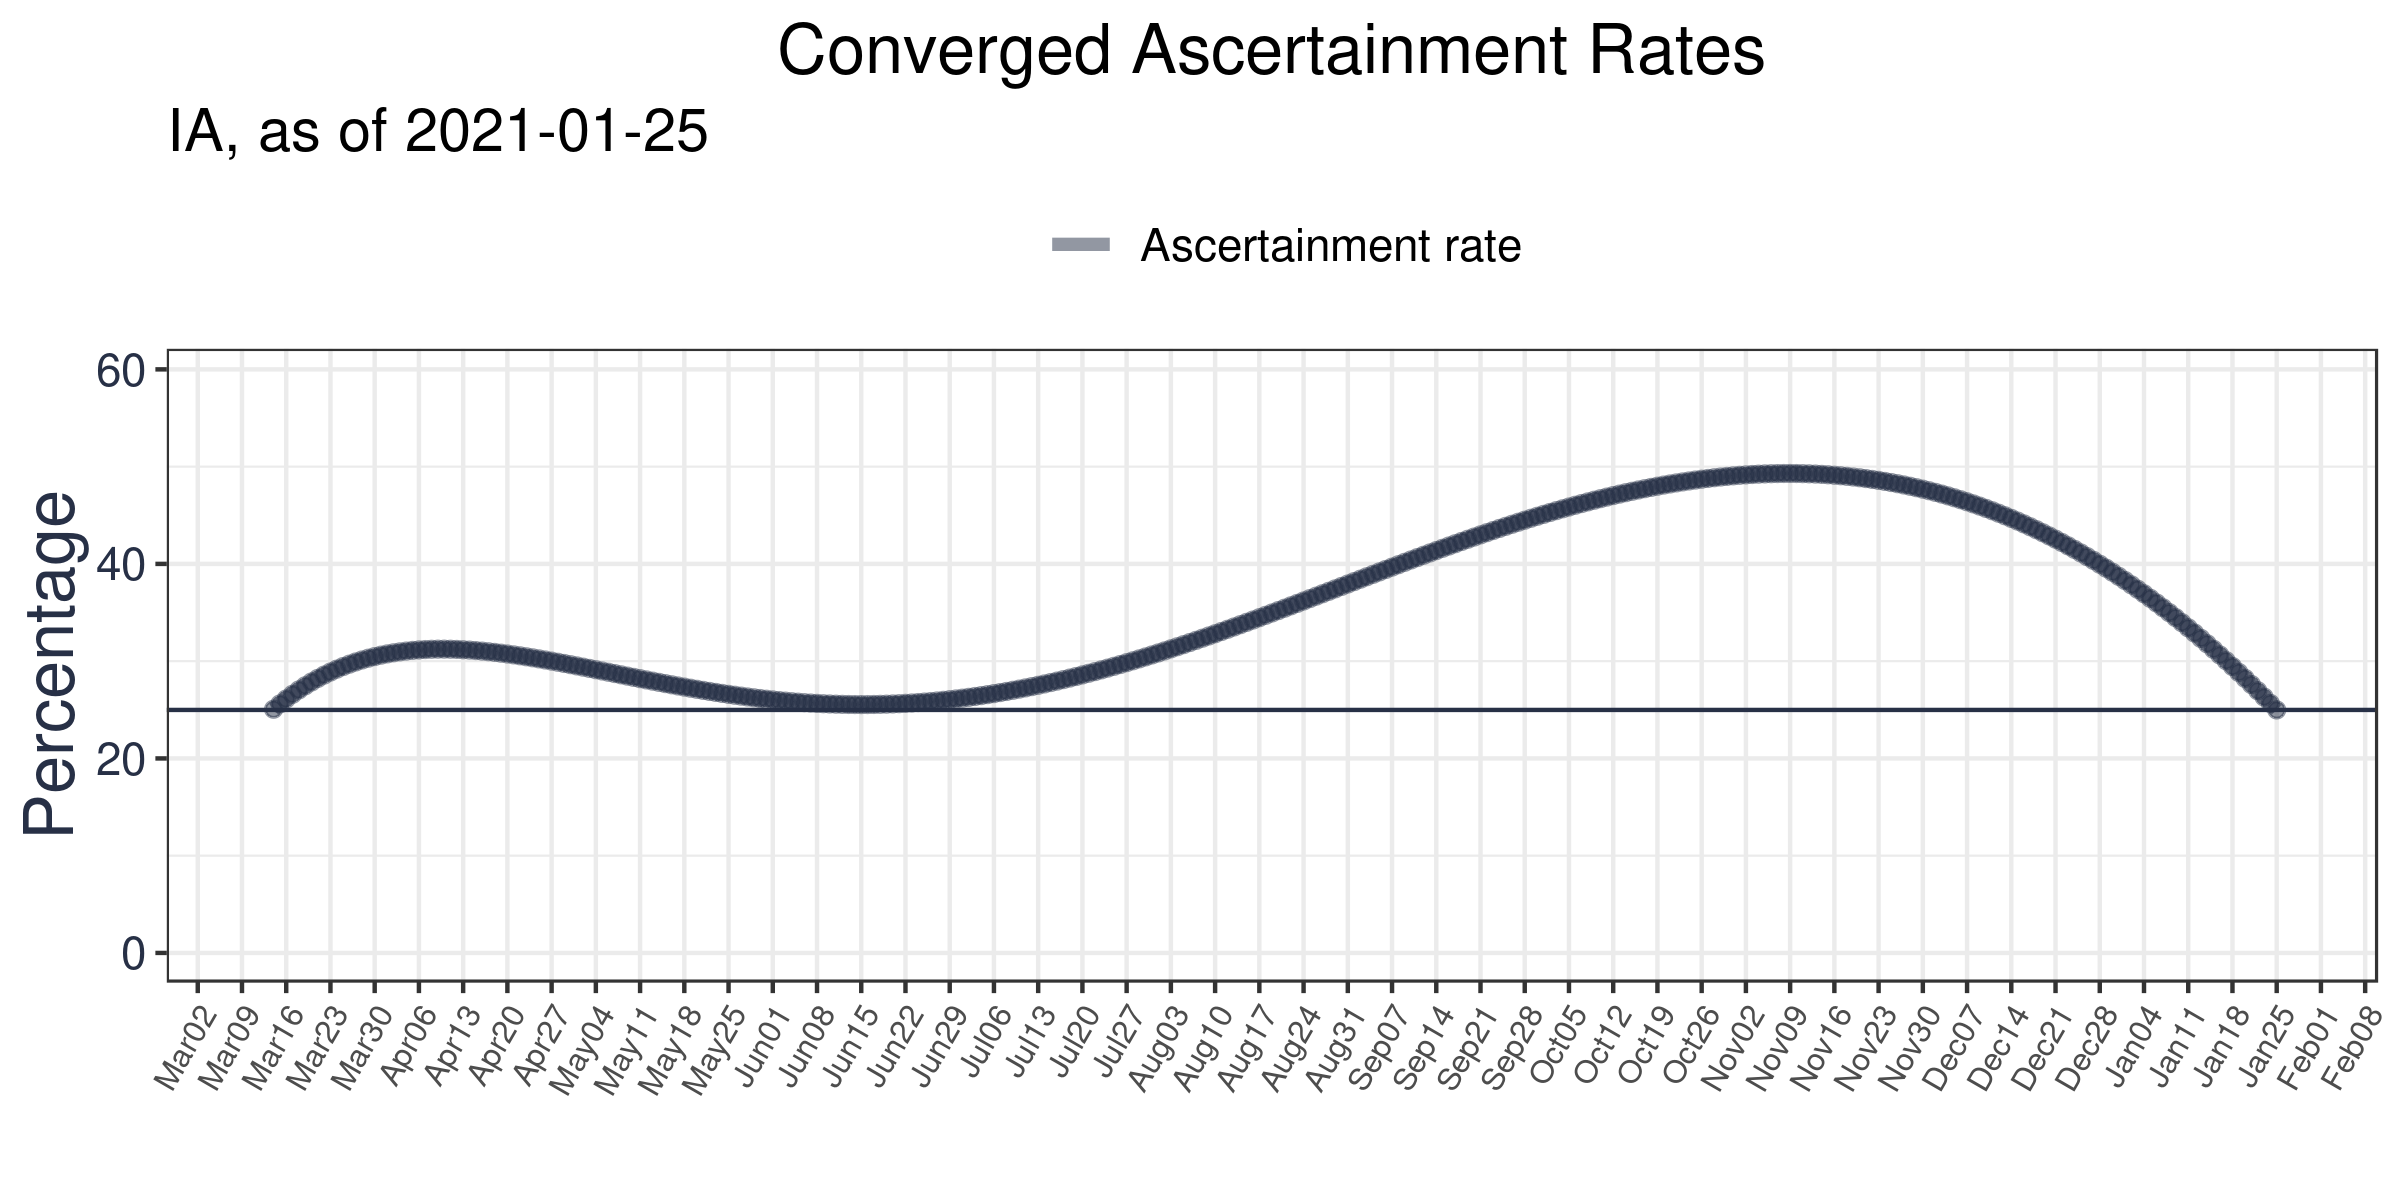 Converged Ascertainment Rates
IA, as of 2021-01-25
Ascertainment rate
Percentage
60
40
20
0
Mar02 Mar09 Mar16 Mar23 Mar30 Apr06 Apr13 Apr20 Apr27 May04 May11 May18 May25 Jun01 Jun08 Jun15 Jun22 Jun29 Jul06 Jul13 Jul20 Jul27 Aug03 Aug10 Aug17 Aug24 Aug31 Sep07 Sep14 Sep21 Sep28 Oct05 Oct12 Oct19 Oct26 Nov02 Nov09 Nov16 Nov23 Nov30 Dec07 Dec14 Dec21 Dec28 Jan04 Jan11 Jan18 Jan25 Feb01 Feb08